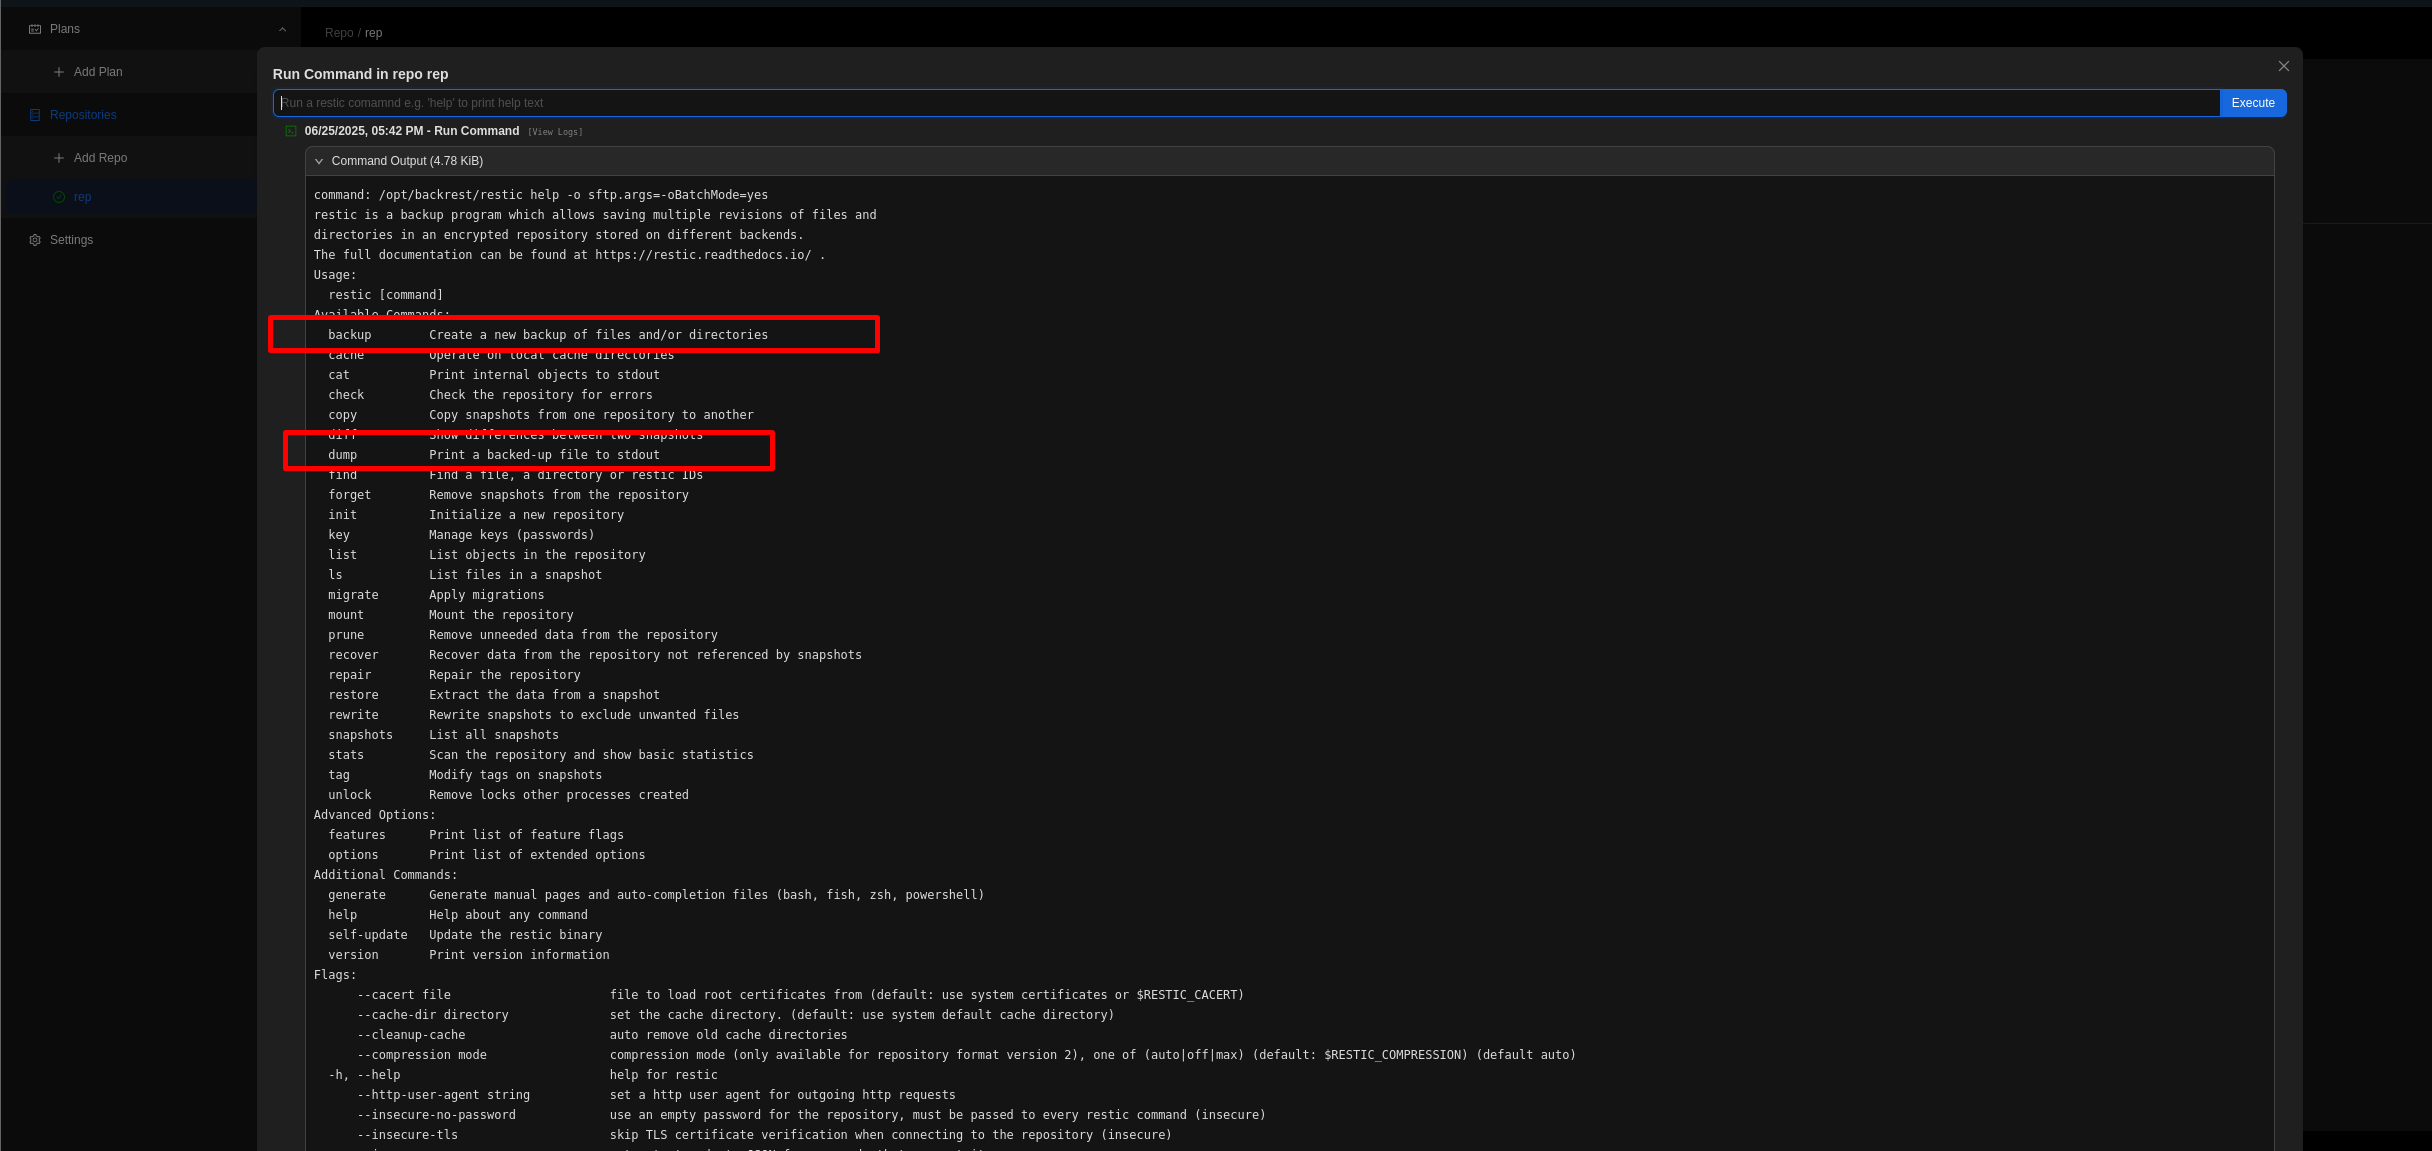 Plans
Repo / rep
Add Plan
Repositories
Add Repo
rep
Settings
Run Command in repo rep
Run a restic comamnd e.g. 'help' to print help text
Execute
06/25/2025, 05:42 PM - Run Command [View Logs]
Command Output (4.78 KiB)
command: /opt/backrest/restic help -o sftp.args=-oBatchMode=yes
restic is a backup program which allows saving multiple revisions of files and
directories in an encrypted repository stored on different backends.
The full documentation can be found at https://restic.readthedocs.io/ .
Usage:
restic [command]
Available Commands:
backup Create a new backup of files and/or directories
cache Operate on local cache directories
cat Print internal objects to stdout
check Check the repository for errors
copy Copy snapshots from one repository to another
diff Show differences between two snapshots
dump Print a backed-up file to stdout
find Find a file, a directory or restic IDs
forget Remove snapshots from the repository
init Initialize a new repository
key Manage keys (passwords)
list List objects in the repository
ls List files in a snapshot
migrate Apply migrations
mount Mount the repository
prune Remove unneeded data from the repository
recover Recover data from the repository not referenced by snapshots
repair Repair the repository
restore Extract the data from a snapshot
rewrite Rewrite snapshots to exclude unwanted files
snapshots List all snapshots
stats Scan the repository and show basic statistics
tag Modify tags on snapshots
unlock Remove locks other processes created
Advanced Options:
features Print list of feature flags
options Print list of extended options
Additional Commands:
generate Generate manual pages and auto-completion files (bash, fish, zsh, powershell)
help Help about any command
self-update Update the restic binary
version Print version information
Flags:
--cacert file file to load root certificates from (default: use system certificates or $RESTIC_CACERT)
--cache-dir directory set the cache directory. (default: use system default cache directory)
--cleanup-cache auto remove old cache directories
--compression mode compression mode (only available for repository format version 2), one of (auto|off|max) (default: $RESTIC_COMPRESSION) (default auto)
-h, --help help for restic
--http-user-agent string set a http user agent for outgoing http requests
--insecure-no-password use an empty password for the repository, must be passed to every restic command (insecure)
--insecure-tls skip TLS certificate verification when connecting to the repository (insecure)